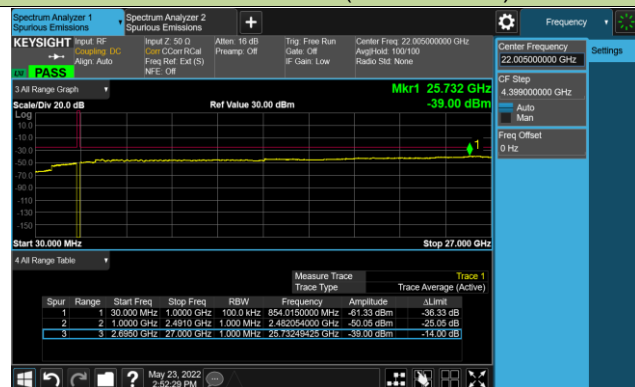 Spectrum Analyzer 1
Spurious Emissions
Spectrum Analyzer 2
Spurious Emissions
Frequency
KEYSIGHT
Input: RF
Coupling: DC
Align: Auto
Input Z: 50 Ω
Corr CCorr RCal
Freq Ref: Ext (S)
NFE: Off
Atten: 16 dB
Preamp: Off
Trig: Free Run
Gate: Off
IF Gain: Low
Center Freq: 22.005000000 GHz
Avg|Hold: 100/100
Radio Std: None
PASS
Center Frequency
22.005000000 GHz
Settings
CF Step
4.399000000 GHz
Auto
Man
Freq Offset
0 Hz
3 All Range Graph
Mkr1 25.732 GHz
Scale/Div 20.0 dB
Ref Value 30.00 dBm
-39.00 dBm
Log
10.0
-10.0
-30.0
-50.0
-70.0
-90.0
-110
-130
-150
1
Start 30.000 MHz
Stop 27.000 GHz
4 All Range Table
Measure Trace Trace 1
Trace Type Trace Average (Active)
Spur Range Start Freq Stop Freq RBW Frequency Amplitude ΔLimit
1 1 30.000 MHz 1.0000 GHz 100.0 kHz 854.0150000 MHz -61.33 dBm -36.33 dB
2 2 1.0000 GHz 2.4910 GHz 1.000 MHz 2.482054000 GHz -50.05 dBm -25.05 dB
3 3 2.6950 GHz 27.000 GHz 1.000 MHz 25.73249425 GHz -39.00 dBm -14.00 dB
May 23, 2022
2:52:29 PM